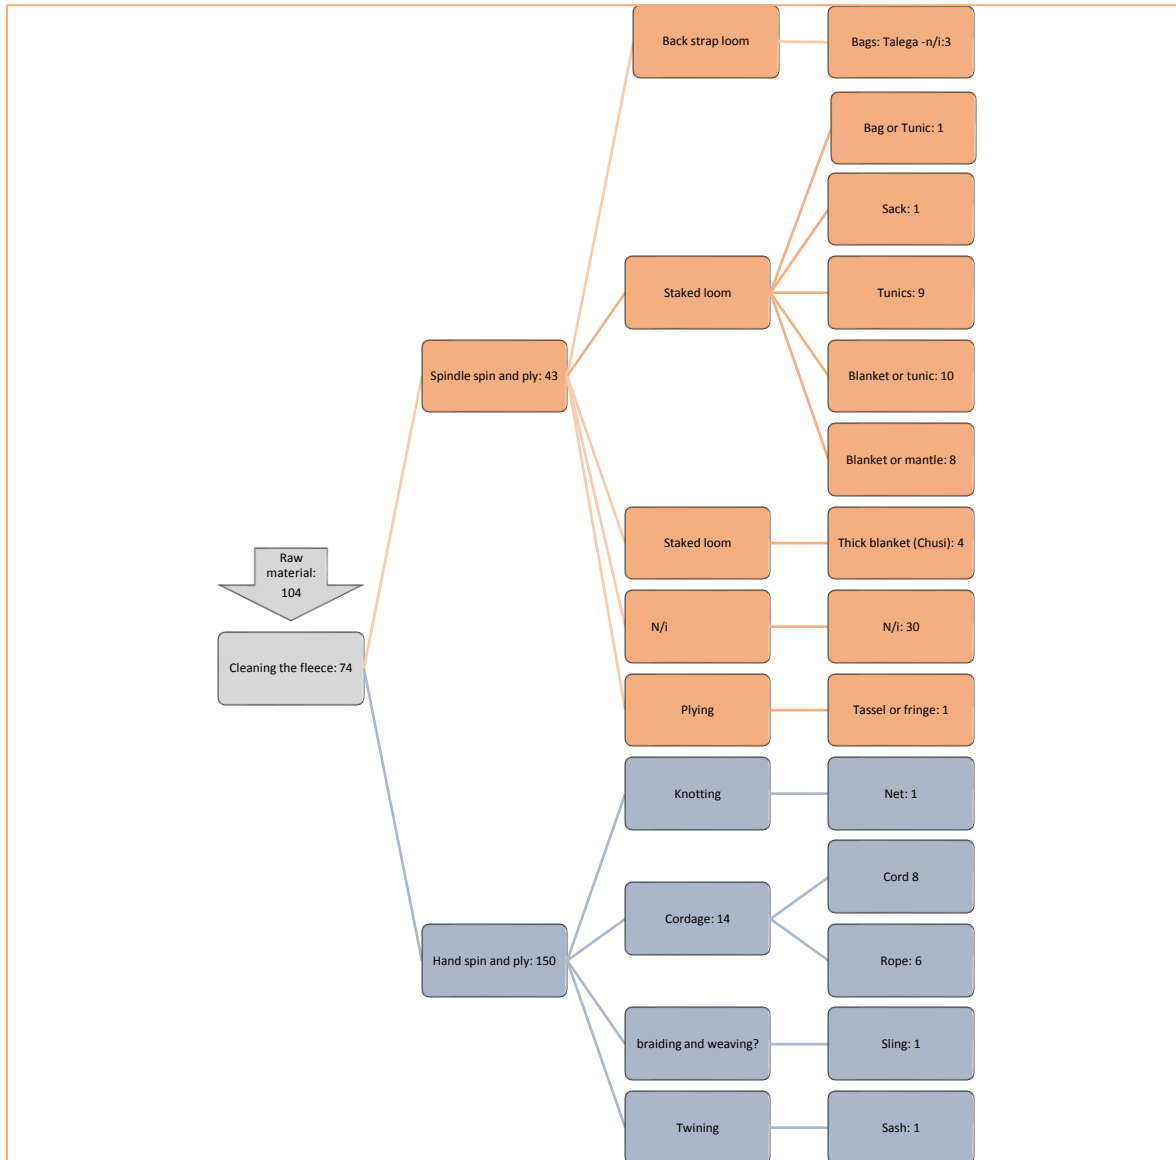 Back strap loom
Bags: Talega -n/i:3
Bag or Tunic: 1
Sack: 1
Staked loom
Tunics: 9
Spindle spin and ply: 43
Blanket or tunic: 10
Blanket or mantle: 8
Staked loom
Thick blanket (Chusi): 4
Raw
material:
104
N/i
N/i: 30
Cleaning the fleece: 74
Plying
Tassel or fringe: 1
Knotting
Net: 1
Cord 8
Cordage: 14
Hand spin and ply: 150
Rope: 6
braiding and weaving?
Sling: 1
Twining
Sash: 1